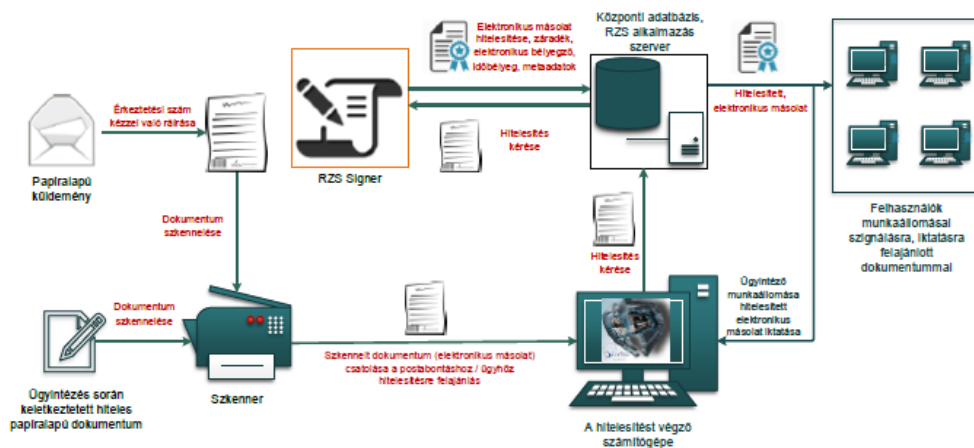 Elektronikus másolat
hitelesítése, záradék,
elektronikus bélyegző,
időbélyeg, metaadatok
Központi adatbázis,
RZS alkalmazás
szerver
Érkeztetési szám
kézzel való ráírása
Hitelesítés
kérése
Hitelesített,
elektronikus másolat
Papíralapú
küldemény
RZS Signer
Felhasználók
munkaállomásai
szignálásra, iktatásra
felajánlott
dokumentummal
Dokumentum
szkennelése
Hitelesítés
kérése
Dokumentum
szkennelése
Ügyintéző
munkaállomása
hitelesített
elektronikus
másolat iktatása
Szkennelt dokumentum (elektronikus másolat)
csatolása a postabontáshoz / ügyhöz
hitelesítésre felajánlás
Ügyintézés során
keletkeztetett hiteles
papíralapú dokumentum
Szkenner
A hitelesítést végző
számítógépe